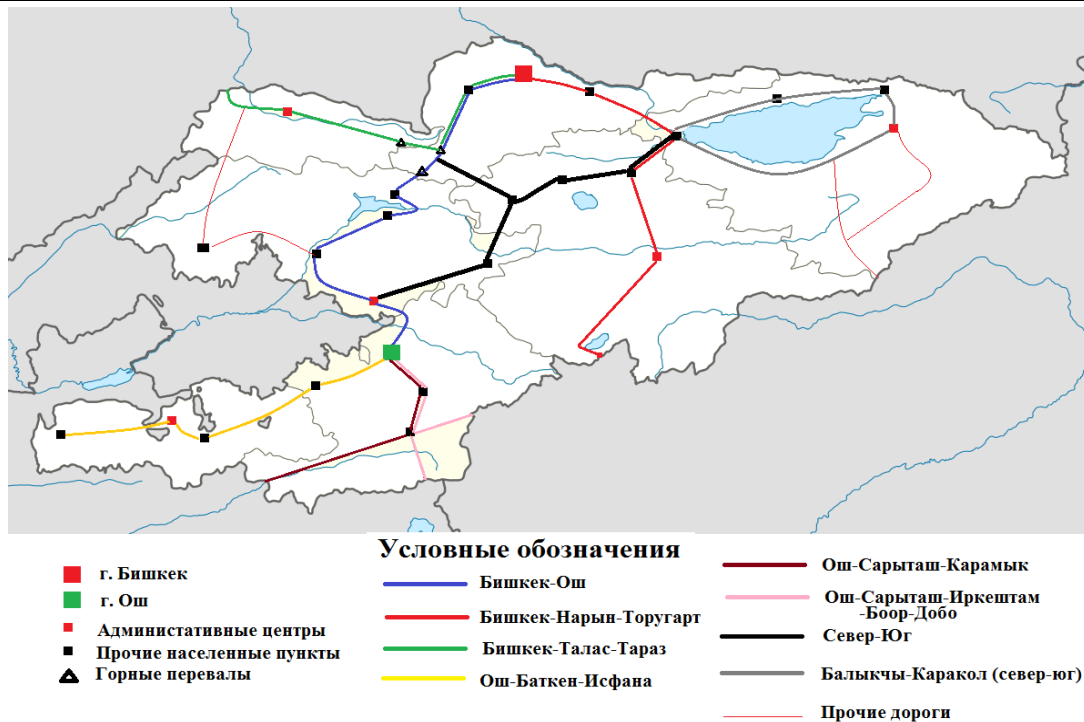 Условные обозначения
г. Бишкек
г. Ош
Администативные центры
Прочие населенные пункты
Горные перевалы
Бишкек-Ош
Бишкек-Нарын-Торугарт
Бишкек-Талас-Тараз
Ош-Баткен-Исфана
Ош-Сарыташ-Карамык
Ош-Сарыташ-Иркештам
-Боор-Добо
Север-Юг
Балыкчы-Каракол (север-юг)
Прочие дороги